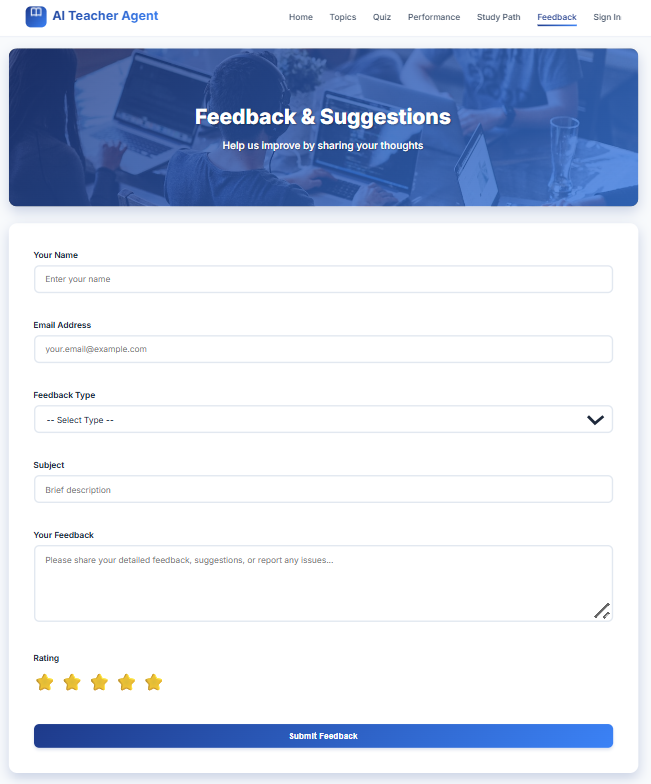 AI Teacher Agent
Home Topics Quiz Performance Study Path Feedback Sign In
Feedback & Suggestions
Help us improve by sharing your thoughts
Your Name
Enter your name
Email Address
your.email@example.com
Feedback Type
-- Select Type --
Subject
Brief description
Your Feedback
Please share your detailed feedback, suggestions, or report any issues...
Rating
Submit Feedback